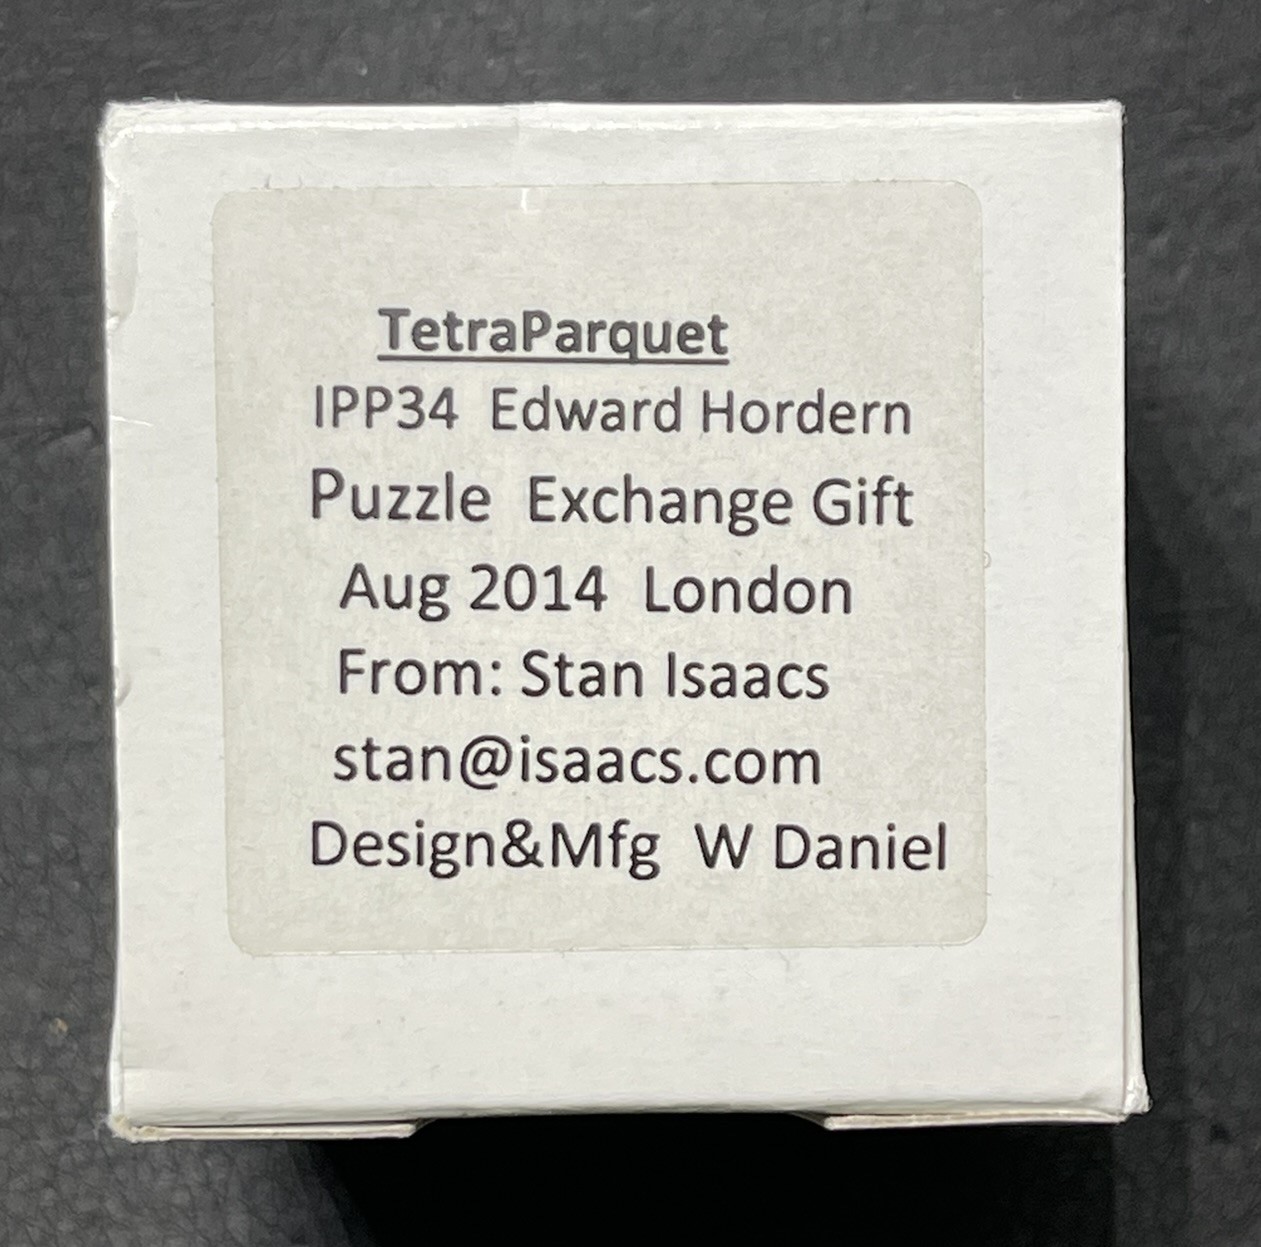 TetraParquet
IPP34 Edward Hordern
Puzzle Exchange Gift
Aug 2014 London
From: Stan Isaacs
stan@isaacs.com
Design&Mfg W Daniel